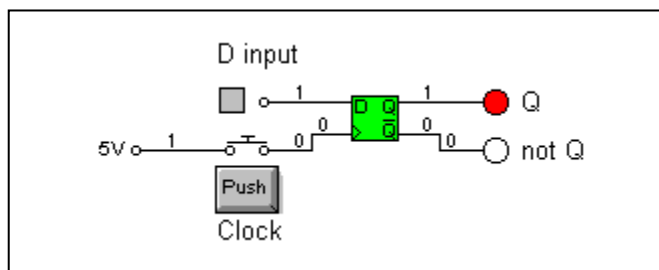 D input
1 D Q 1 Q
5V 1 0 0 Q 0 0 not Q
Push
Clock